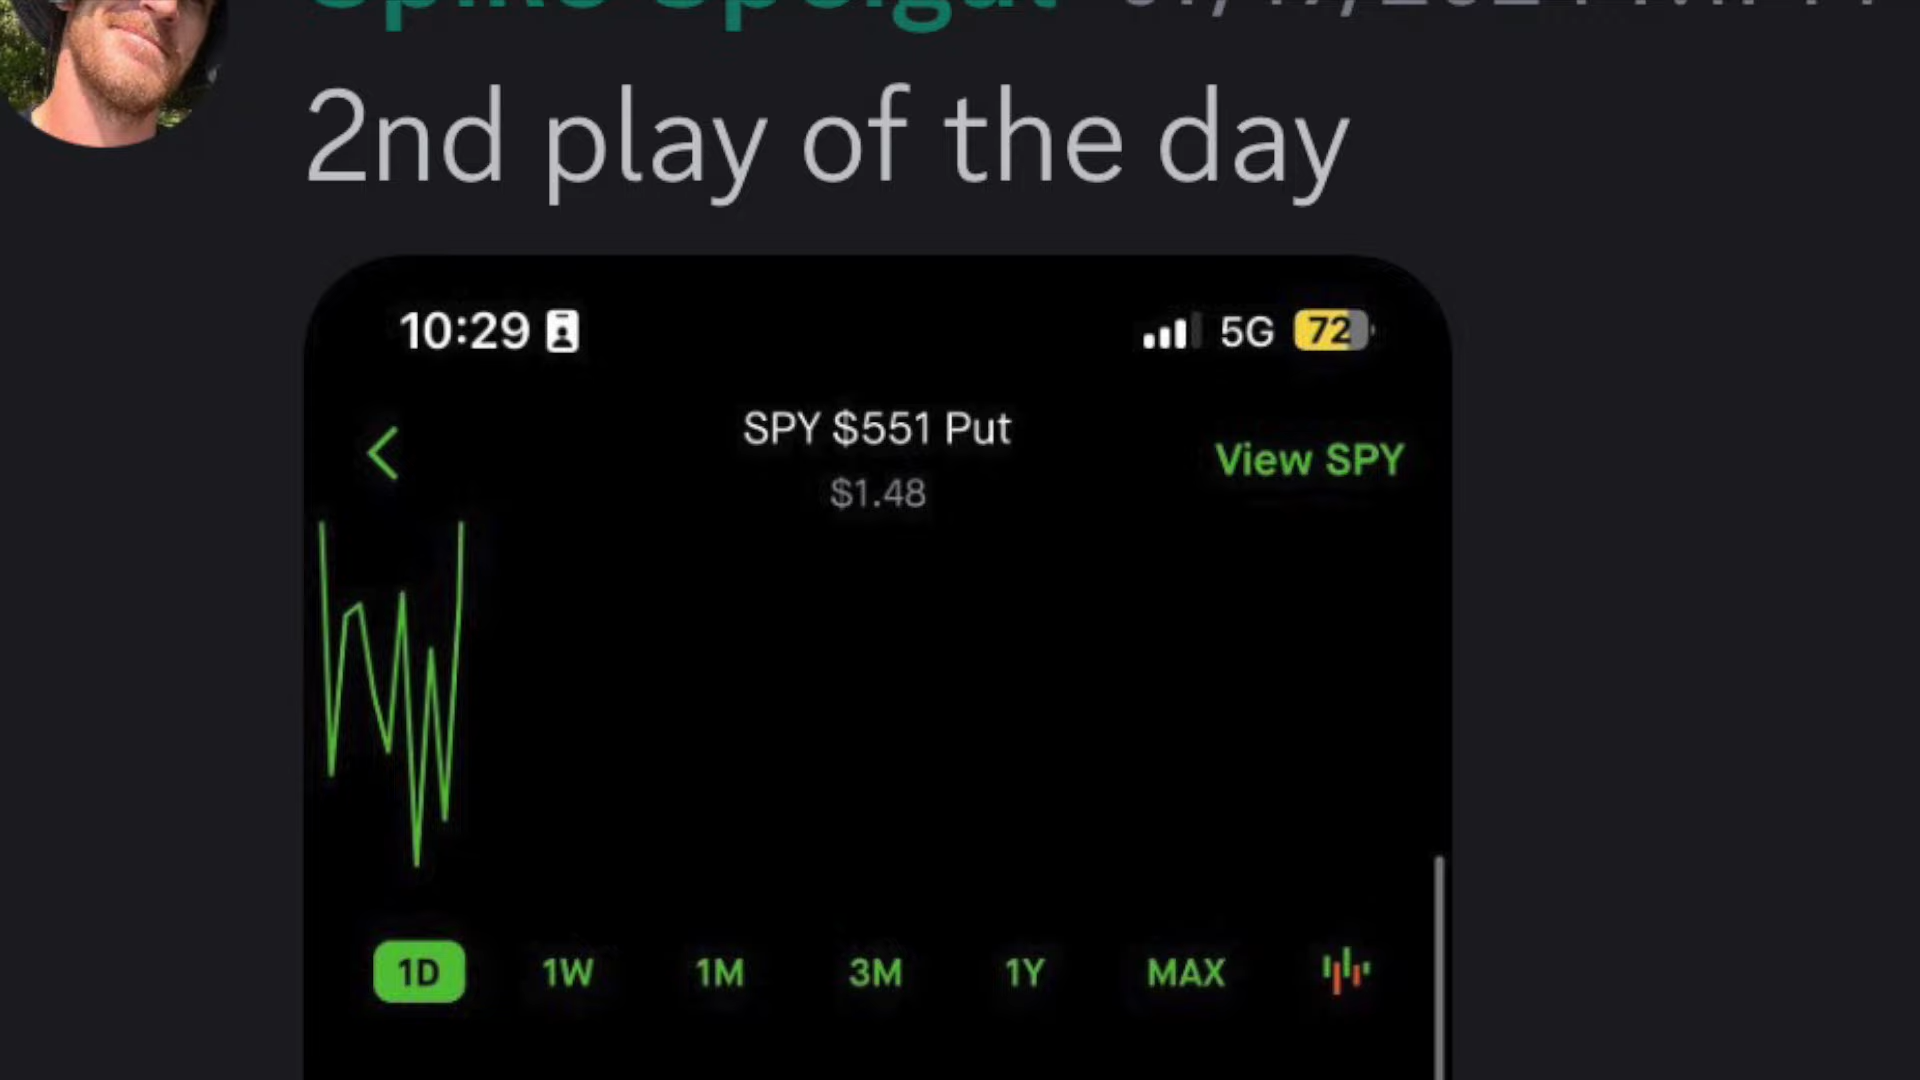 2nd play of the day
10:29
5G 72
SPY $551 Put
$1.48
View SPY
1D 1W 1M 3M 1Y MAX